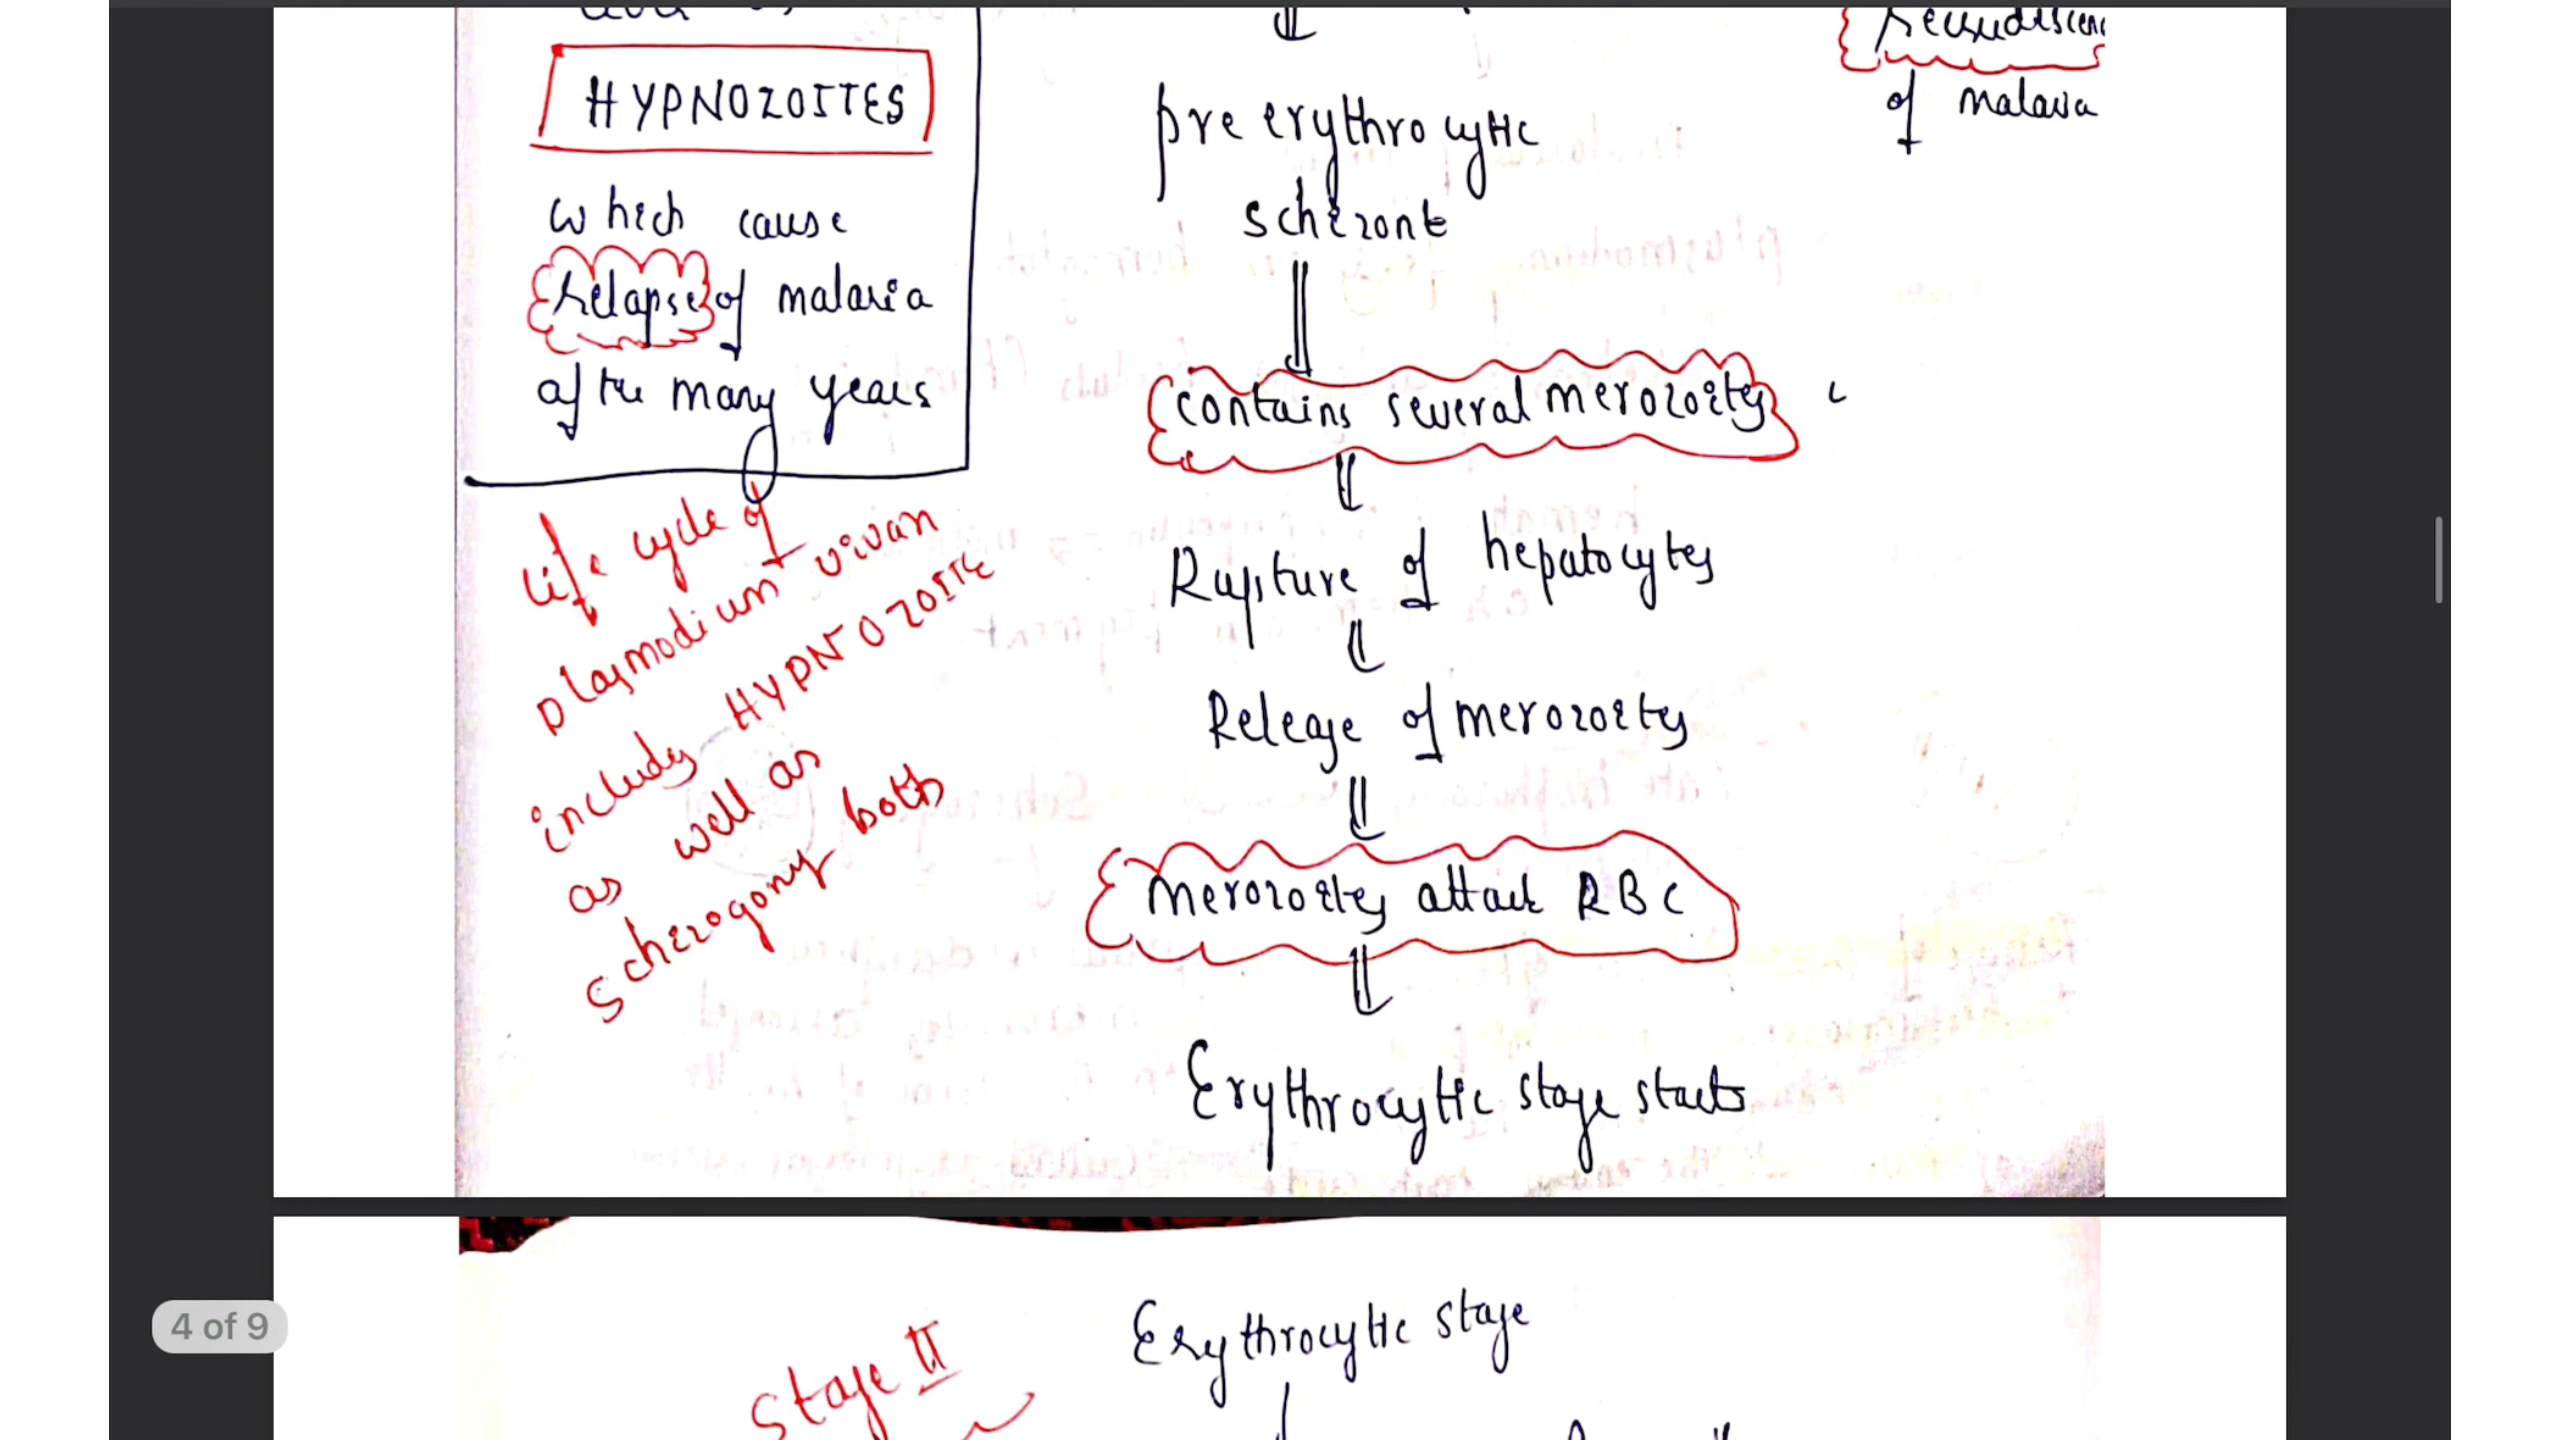 HYPNOZOITES
which cause
relapse of malaria
after many years
Life cycle of
plasmodium vivan
includes HYPNOZOITE
as well as
schizogony both
of malaria
pre erythrocytic
schizont
contains several merozoites
Rupture of hepatocytes
Release of merozoites
merozoites attack RBC
Erythrocytic stage starts
4 of 9
Stage II
Erythrocytic stage